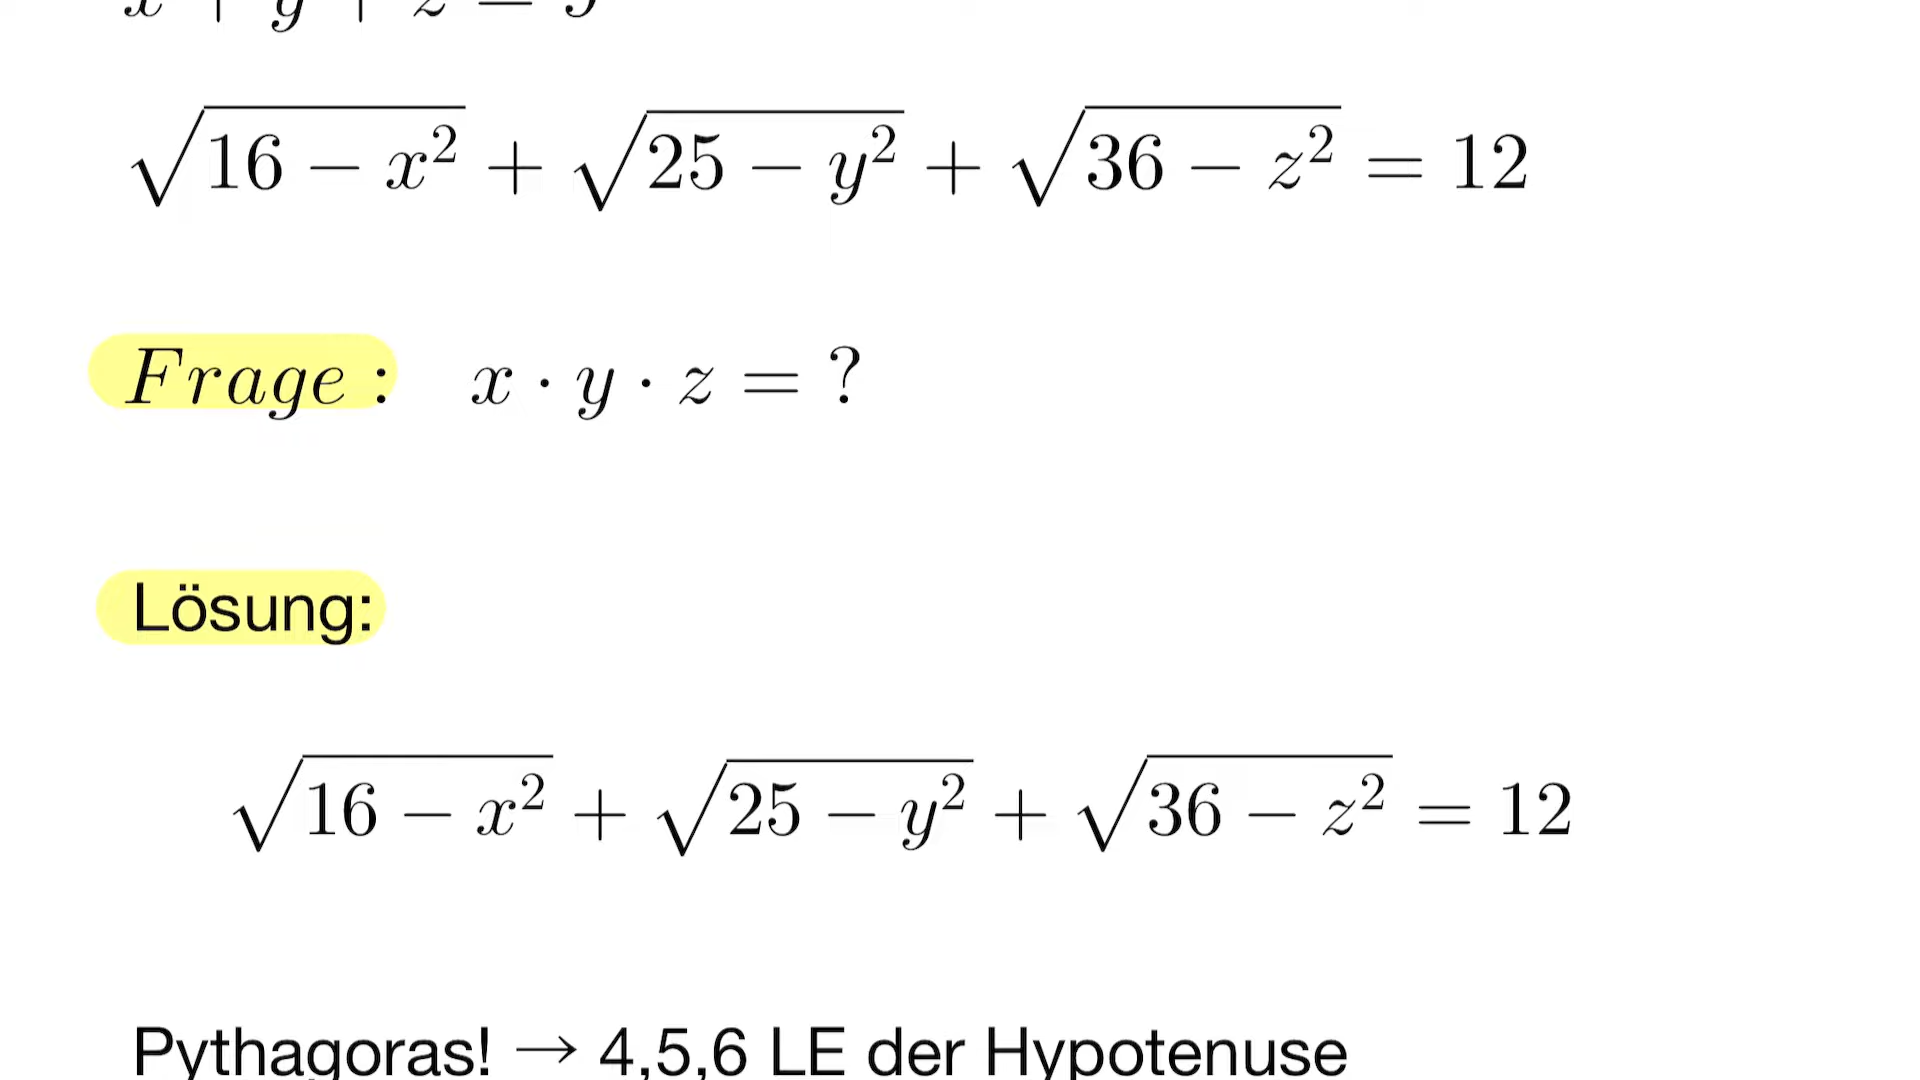 x + y + z =
√16 − x² + √25 − y² + √36 − z² = 12
Frage : x · y · z = ?
Lösung:
√16 − x² + √25 − y² + √36 − z² = 12
Pythagoras! → 4,5,6 LE der Hypotenuse